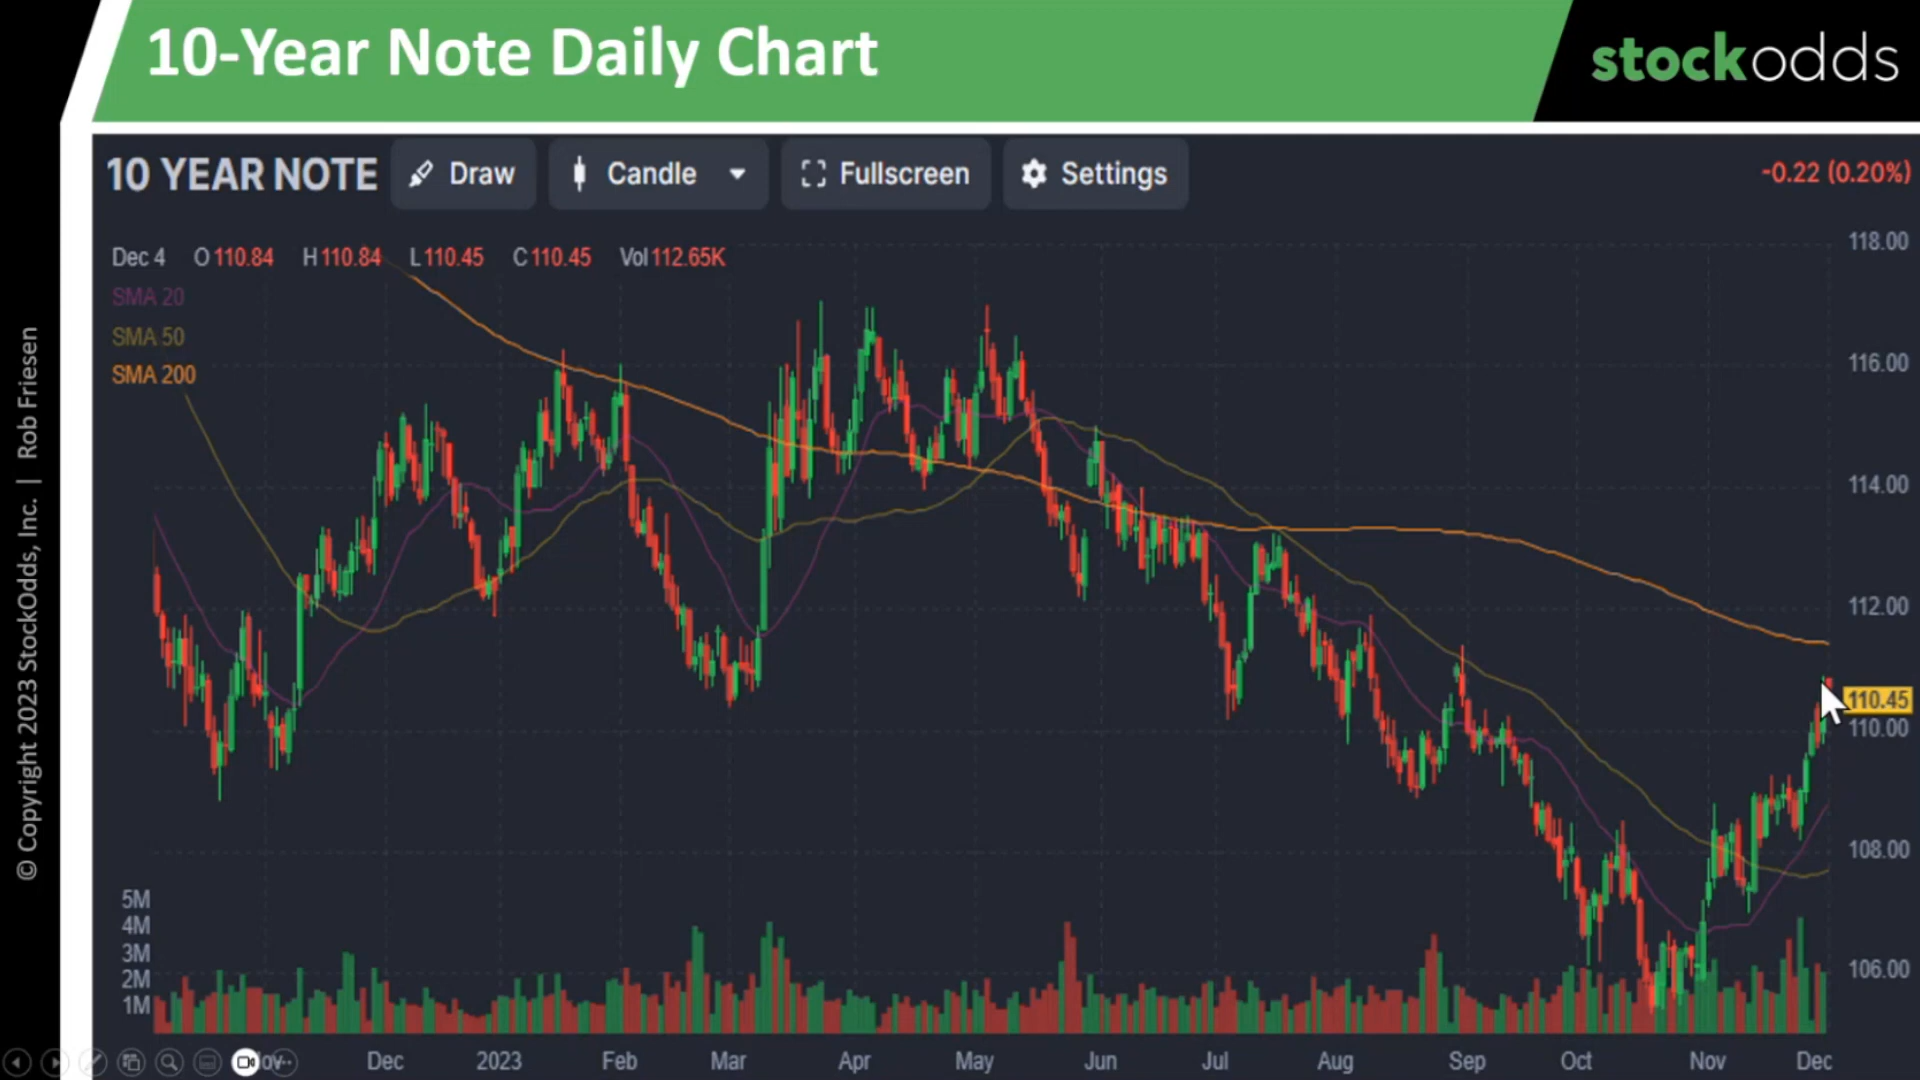 10-Year Note Daily Chart
stockodds
10 YEAR NOTE
Draw
Candle
Fullscreen
Settings
-0.22 (0.20%)
Dec 4 O 110.84 H 110.84 L 110.45 C 110.45 Vol 112.65K
SMA 20
SMA 50
SMA 200
118.00
116.00
114.00
112.00
110.45
110.00
108.00
106.00
5M
4M
3M
2M
1M
Dec 2023 Feb Mar Apr May Jun Jul Aug Sep Oct Nov Dec
© Copyright 2023 StockOdds, Inc. | Rob Friesen